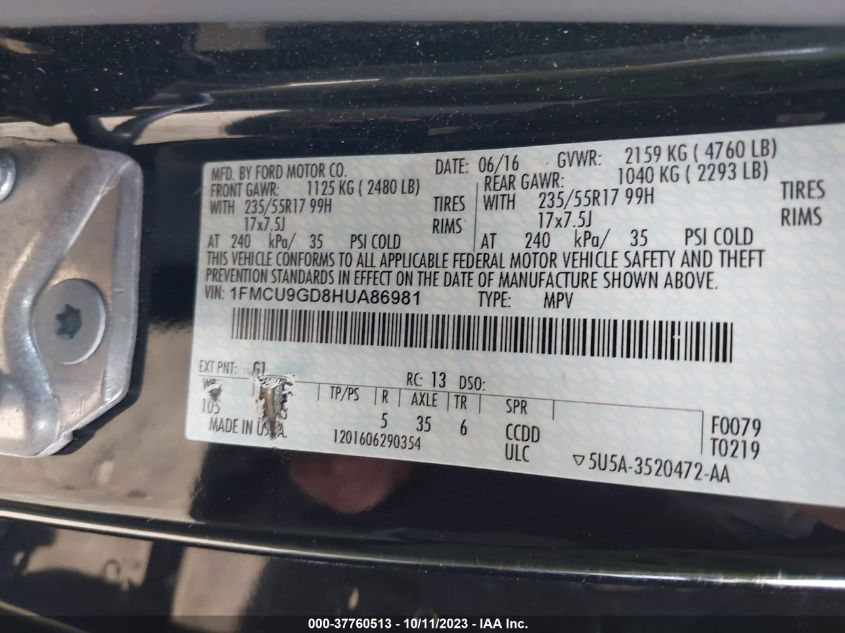 MFD. BY FORD MOTOR CO. DATE: 06/16 GVWR: 2159 KG ( 4760 LB)
FRONT GAWR: 1125 KG ( 2480 LB) REAR GAWR: 1040 KG ( 2293 LB)
WITH 235/55R17 99H TIRES WITH 235/55R17 99H TIRES
17x7.5J RIMS 17x7.5J RIMS
AT 240 kPa/ 35 PSI COLD AT 240 kPa/ 35 PSI COLD
THIS VEHICLE CONFORMS TO ALL APPLICABLE FEDERAL MOTOR VEHICLE SAFETY AND THEFT
PREVENTION STANDARDS IN EFFECT ON THE DATE OF MANUFACTURE SHOWN ABOVE.
VIN: 1FMCU9GD8HUA86981 TYPE: MPV
EXT PNT: G1 RC: 13 DSO:
TP/PS R AXLE TR SPR
105 5 35 6 CCDD F0079
MADE IN U.S.A. 1201606290354 ULC T0219
▽5U5A-3520472-AA
000-37760513 - 10/11/2023 - IAA Inc.